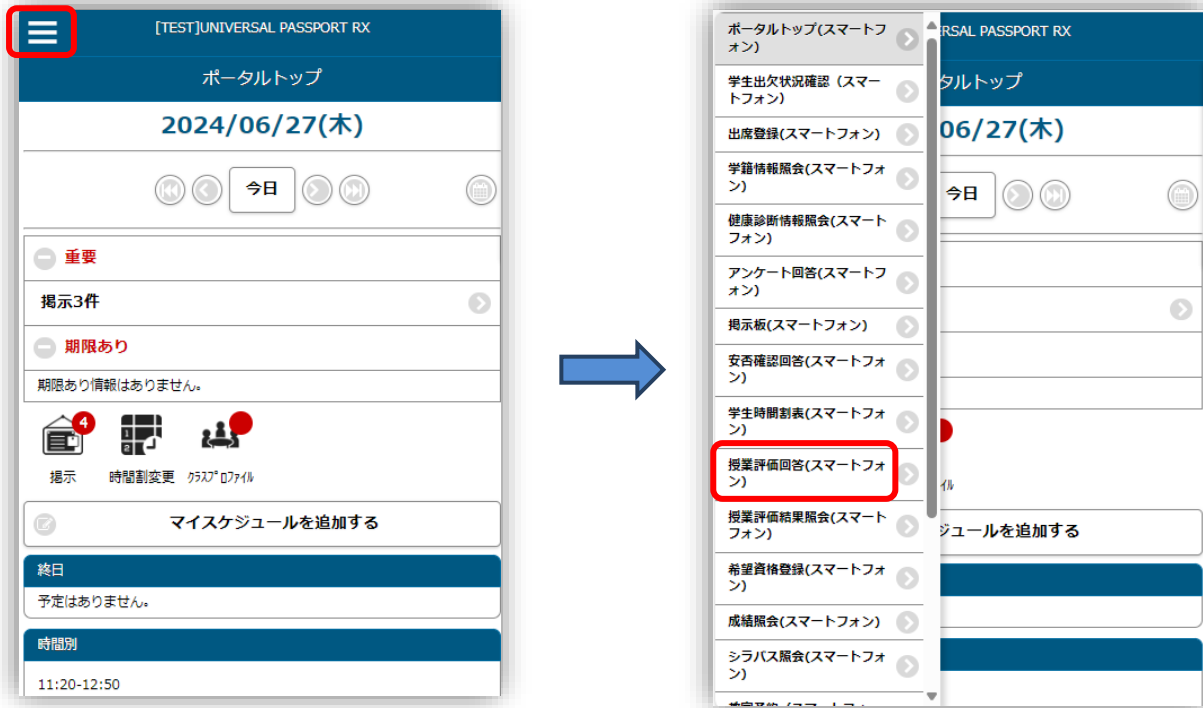 [TEST]UNIVERSAL PASSPORT RX
ポータルトップ
2024/06/27(木)
今日
重要
掲示3件
期限あり
期限あり情報はありません。
4
掲示
時間割変更
クラスプロファイル
マイスケジュールを追加する
終日
予定はありません。
時間別
11:20-12:50
ポータルトップ(スマートフ
ォン)
学生出欠状況確認（スマー
トフォン）
出席登録(スマートフォン)
学籍情報照会(スマートフォ
ン)
健康診断情報照会(スマート
フォン)
アンケート回答(スマートフ
ォン)
掲示板(スマートフォン)
安否確認回答(スマートフォ
ン)
学生時間割表(スマートフォ
ン)
授業評価回答(スマートフォ
ン)
授業評価結果照会(スマート
フォン)
希望資格登録(スマートフォ
ン)
成績照会(スマートフォン)
シラバス照会(スマートフォ
ン)
RSAL PASSPORT RX
タルトップ
06/27(木)
今日
イル
ジュールを追加する